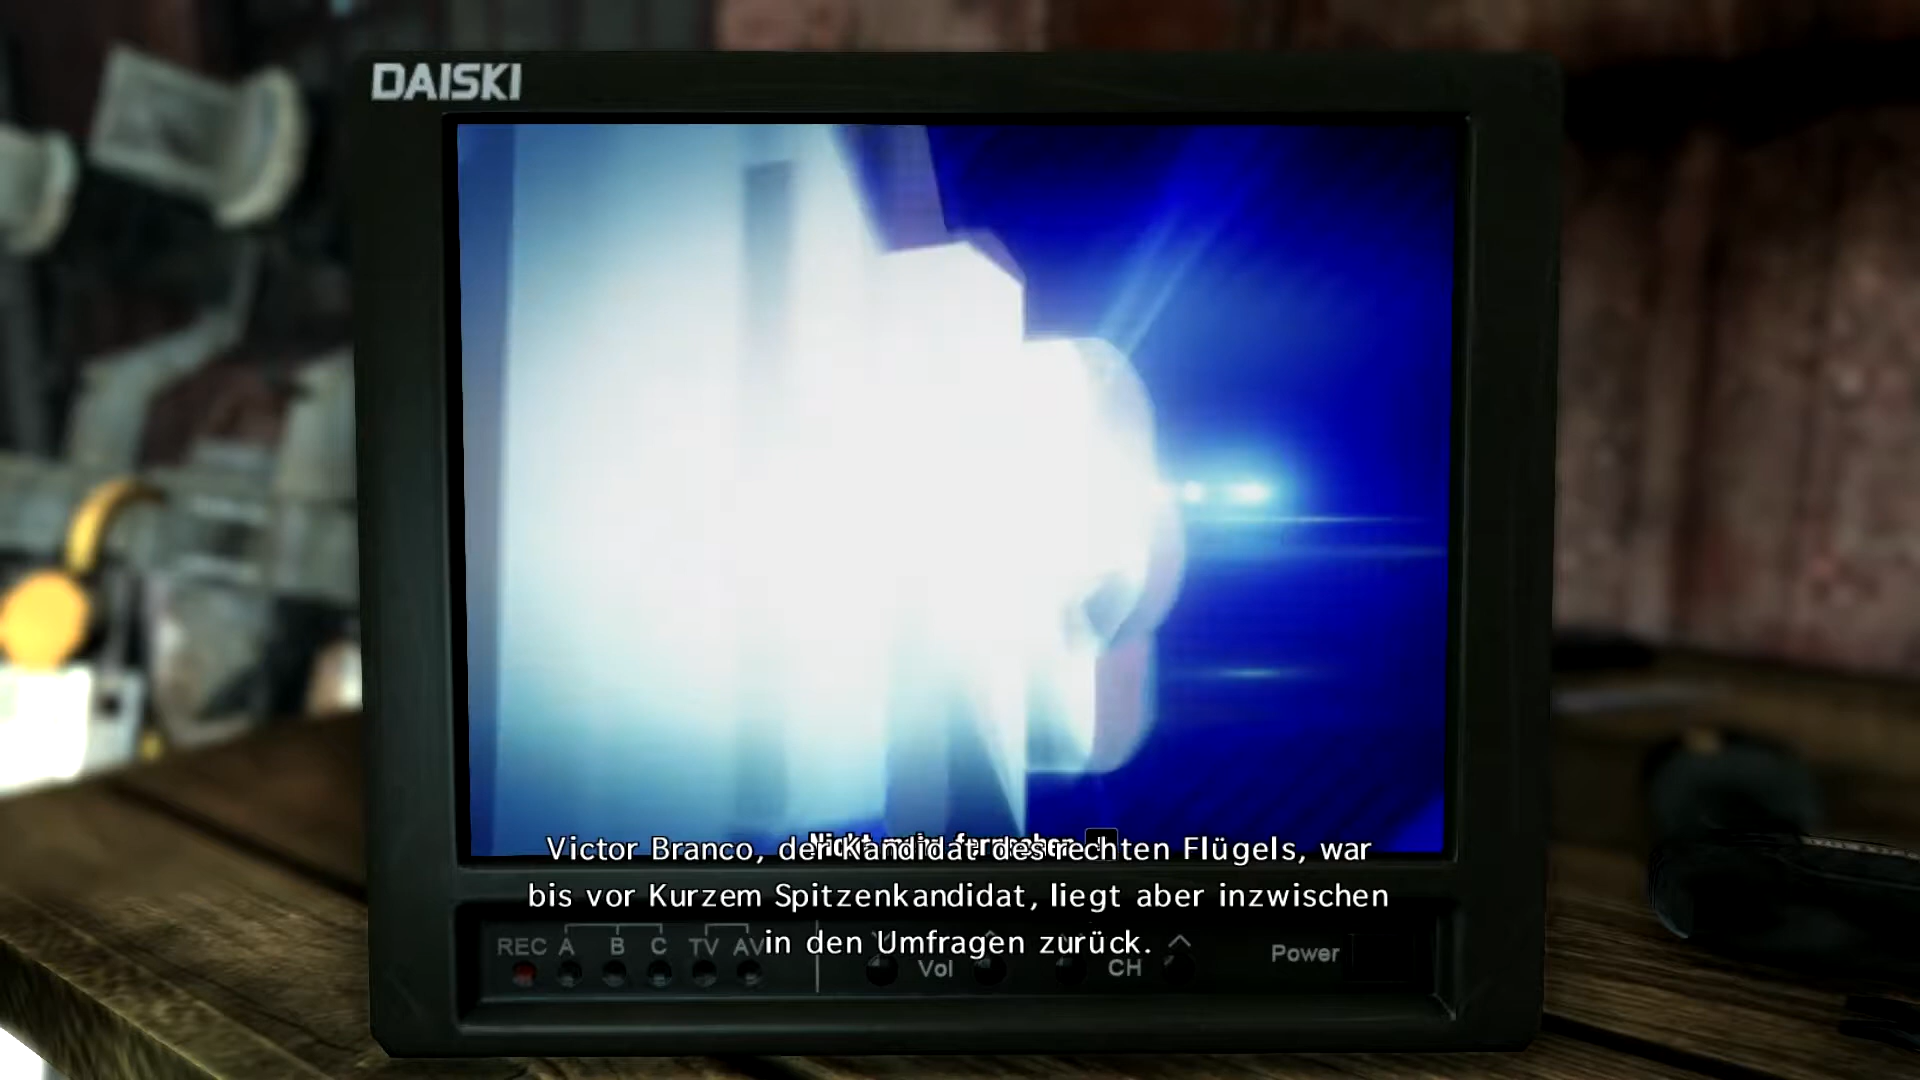 DAISKI
Victor Branco, der Kandidat des rechten Flügels, war
bis vor Kurzem Spitzenkandidat, liegt aber inzwischen
in den Umfragen zurück.
REC A B C TV AV
Vol
CH
Power